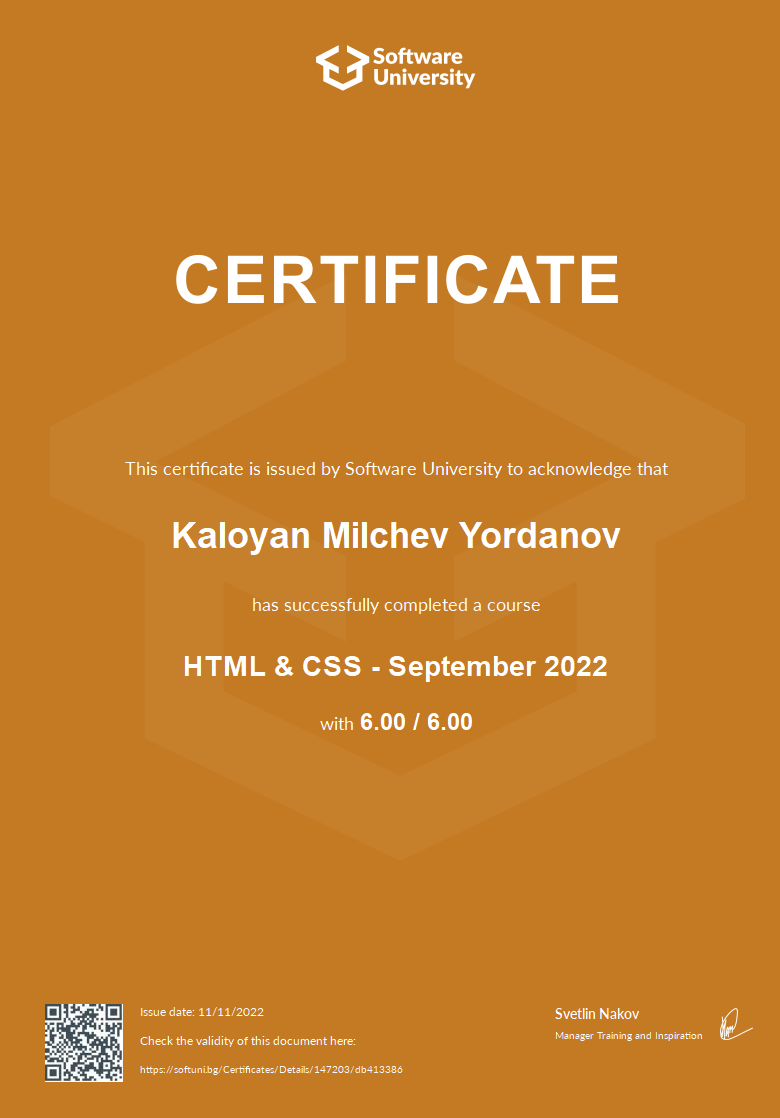 Software
University
CERTIFICATE
This certificate is issued by Software University to acknowledge that
Kaloyan Milchev Yordanov
has successfully completed a course
HTML & CSS - September 2022
with 6.00 / 6.00
Issue date: 11/11/2022
Check the validity of this document here:
https://softuni.bg/Certificates/Details/147203/db413386
Svetlin Nakov
Manager Training and Inspiration